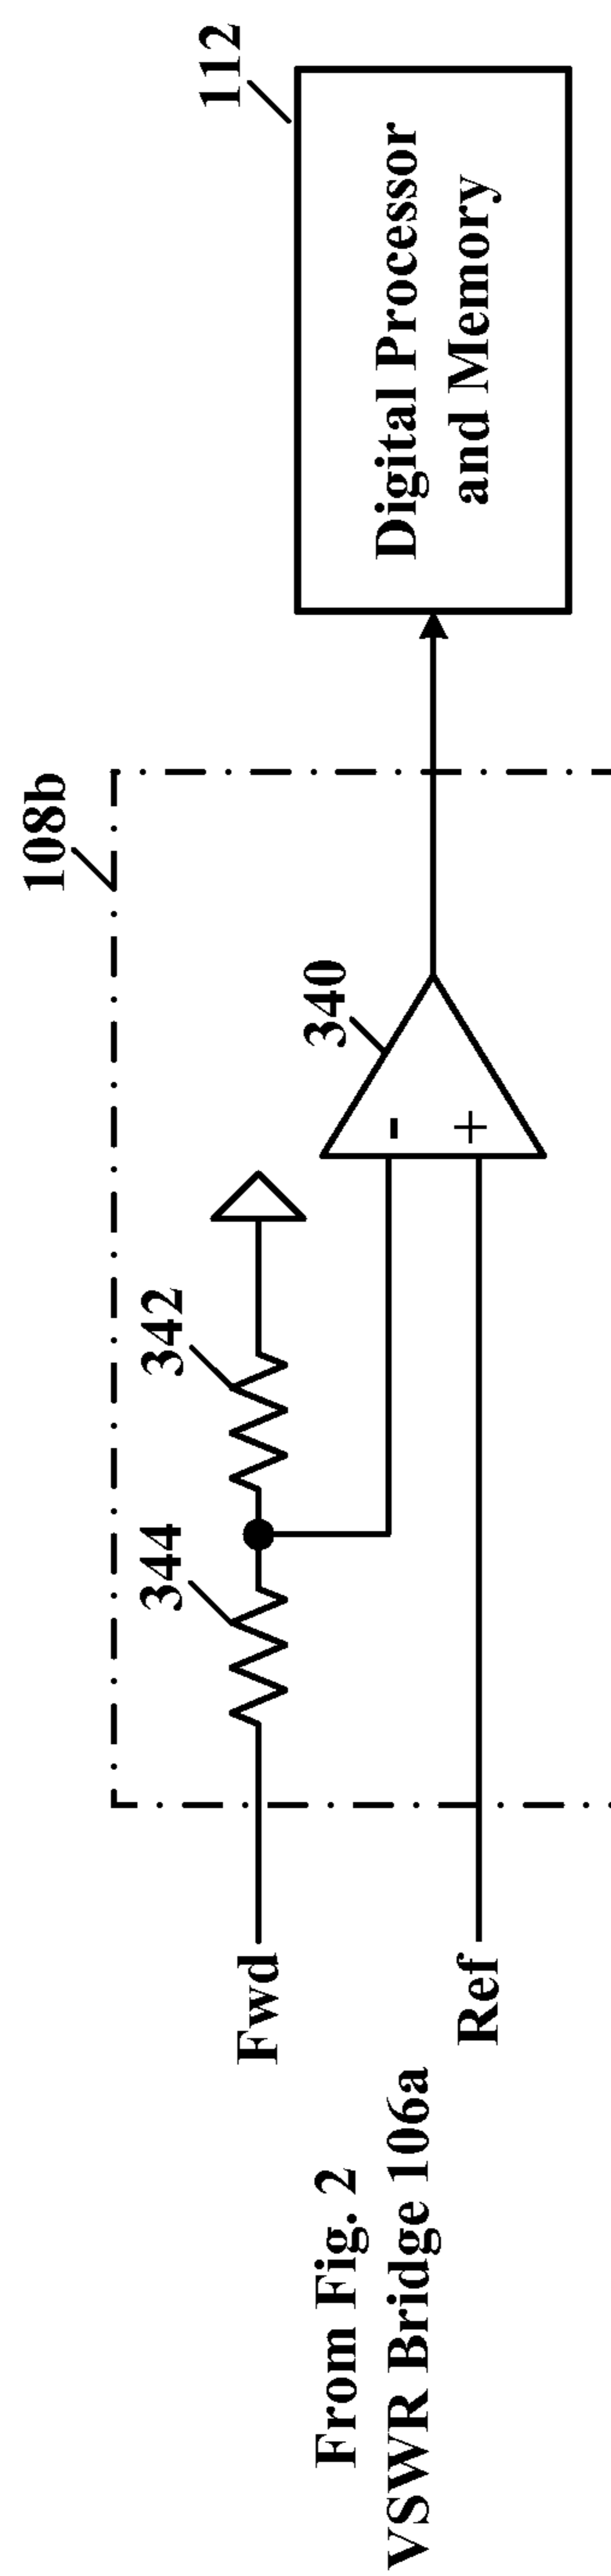 108b
112
344
342
340
Fwd
-
+
Ref
From Fig. 2
VSWR Bridge 106a
Digital Processor
and Memory